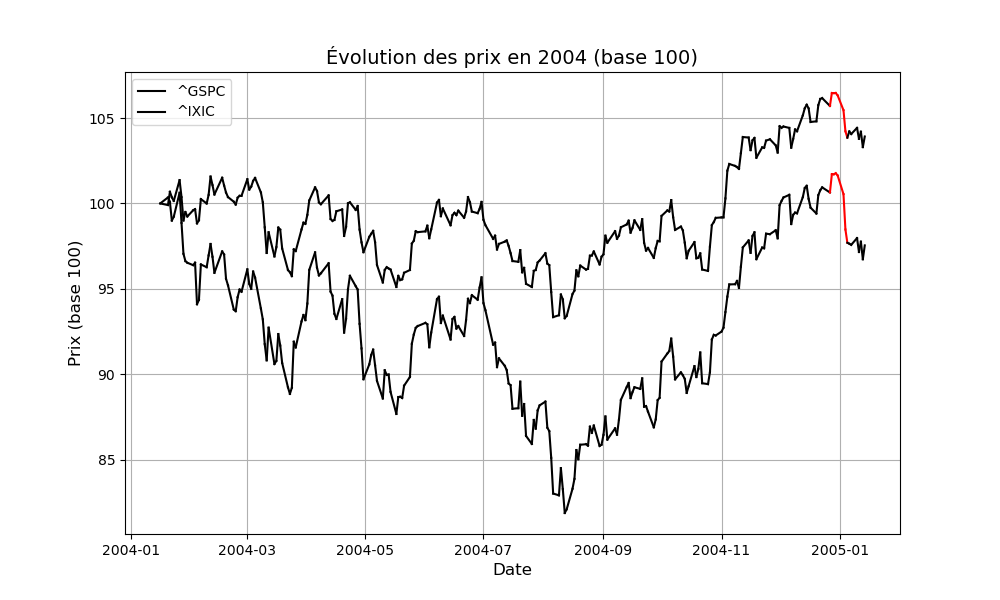 Évolution des prix en 2004 (base 100)
^GSPC
^IXIC
Prix (base 100)
105
100
95
90
85
2004-01 2004-03 2004-05 2004-07 2004-09 2004-11 2005-01
Date